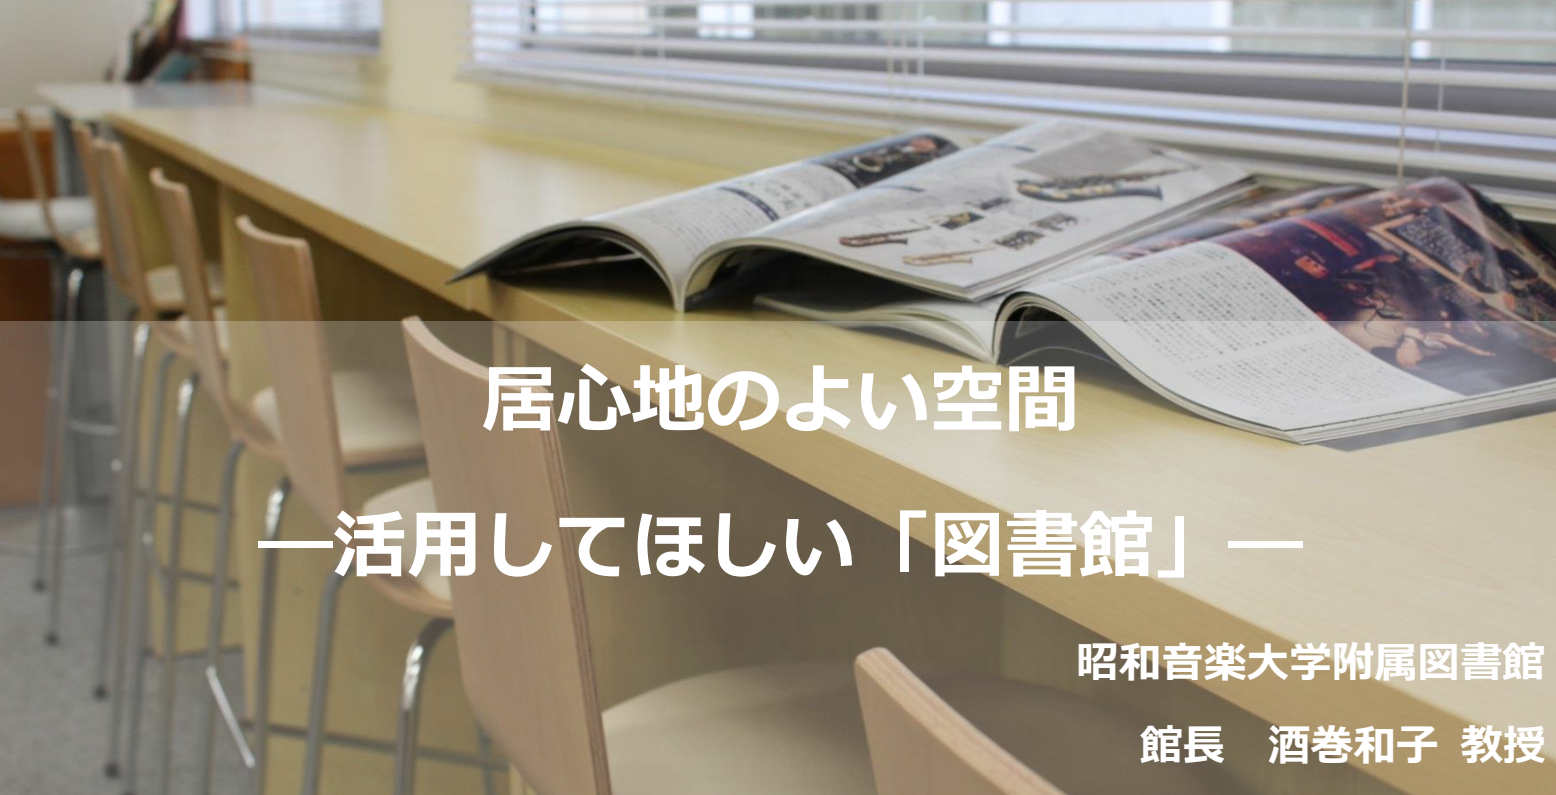 居心地のよい空間
―活用してほしい「図書館」―
昭和音楽大学附属図書館
館長　酒巻和子 教授